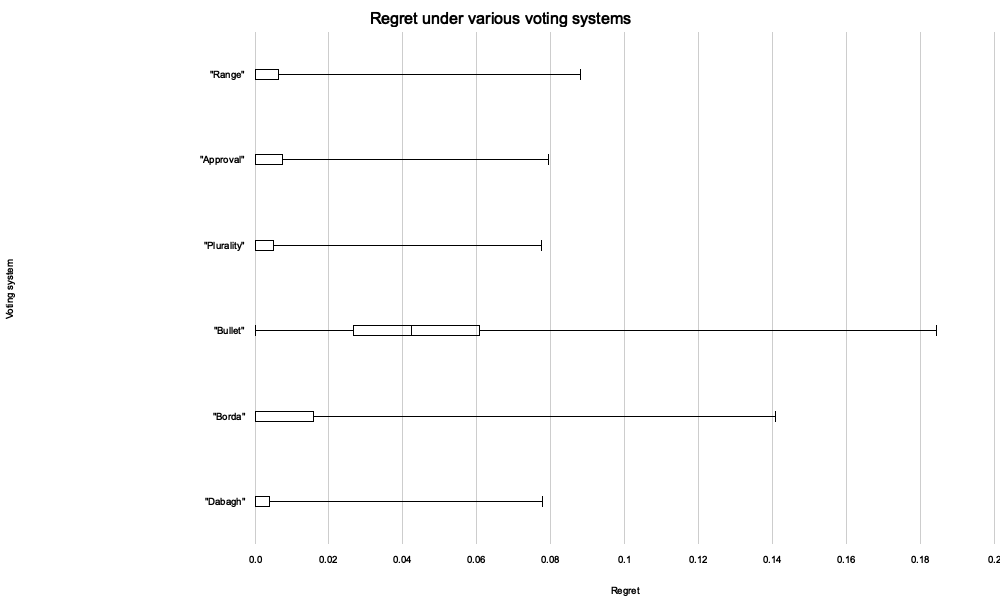 Regret under various voting systems
"Range"
"Approval"
"Plurality"
Voting system
"Bullet"
"Borda"
"Dabagh"
0.0 0.02 0.04 0.06 0.08 0.1 0.12 0.14 0.16 0.18 0.2
Regret